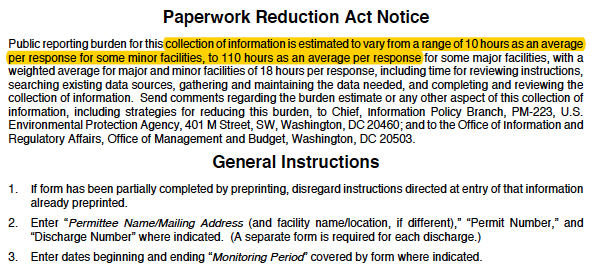 Paperwork Reduction Act Notice
Public reporting burden for this collection of information is estimated to vary from a range of 10 hours as an average
per response for some minor facilities, to 110 hours as an average per response for some major facilities, with a
weighted average for major and minor facilities of 18 hours per response, including time for reviewing instructions,
searching existing data sources, gathering and maintaining the data needed, and completing and reviewing the
collection of information. Send comments regarding the burden estimate or any other aspect of this collection of
information, including strategies for reducing this burden, to Chief, Information Policy Branch, PM-223, U.S.
Environmental Protection Agency, 401 M Street, SW, Washington, DC 20460; and to the Office of Information and
Regulatory Affairs, Office of Management and Budget, Washington, DC 20503.
General Instructions
1. If form has been partially completed by preprinting, disregard instructions directed at entry of that information
already preprinted.
2. Enter “Permittee Name/Mailing Address (and facility name/location, if different),” “Permit Number,” and
“Discharge Number” where indicated. (A separate form is required for each discharge.)
3. Enter dates beginning and ending “Monitoring Period” covered by form where indicated.